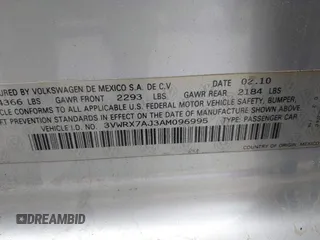 URED BY VOLKSWAGEN DE MEXICO S.A. DE C.V DATE 02.10
4366 LBS GAWR FRONT 2293 LBS GAWR REAR 2184 LBS
ORMS TO ALL APPLICABLE U.S. FEDERAL MOTOR VEHICLE SAFETY, BUMPER,
THEFT PREVENTION STANDARDS IN EFFECT ON THE DATE OF MANUFACTURE SHOWN ABOVE
VEHICLE I.D. NO. 3VWRX7AJ3AM096995 TYPE: PASSENGER CAR
COUNTRY OF ORIGIN: MEXICO
DREAMBID